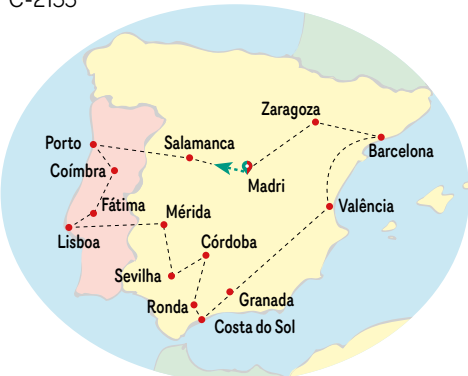 C-2155
Zaragoza
Porto
Salamanca
Barcelona
Coímbra
Madri
Fátima
Mérida
Valência
Lisboa
Córdoba
Sevilha
Granada
Ronda
Costa do Sol